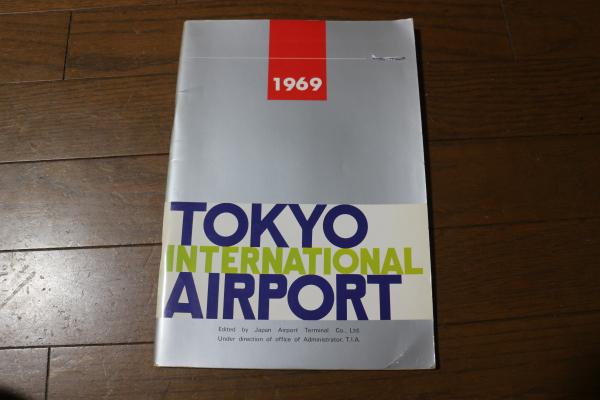 1969
TOKYO
INTERNATIONAL
AIRPORT
Edited by Japan Airport Terminal Co., Ltd.
Under direction of office of Administrator, T.I.A.